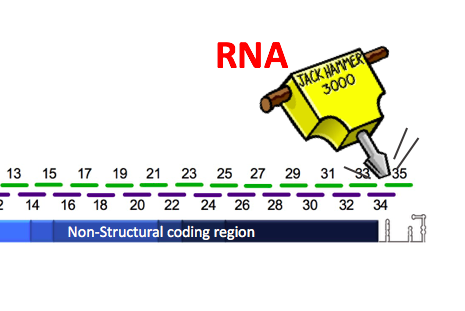 RNA
JACK HAMMER
3000
13 15 17 19 21 23 25 27 29 31 33 35
2 14 16 18 20 22 24 26 28 30 32 34
Non-Structural coding region